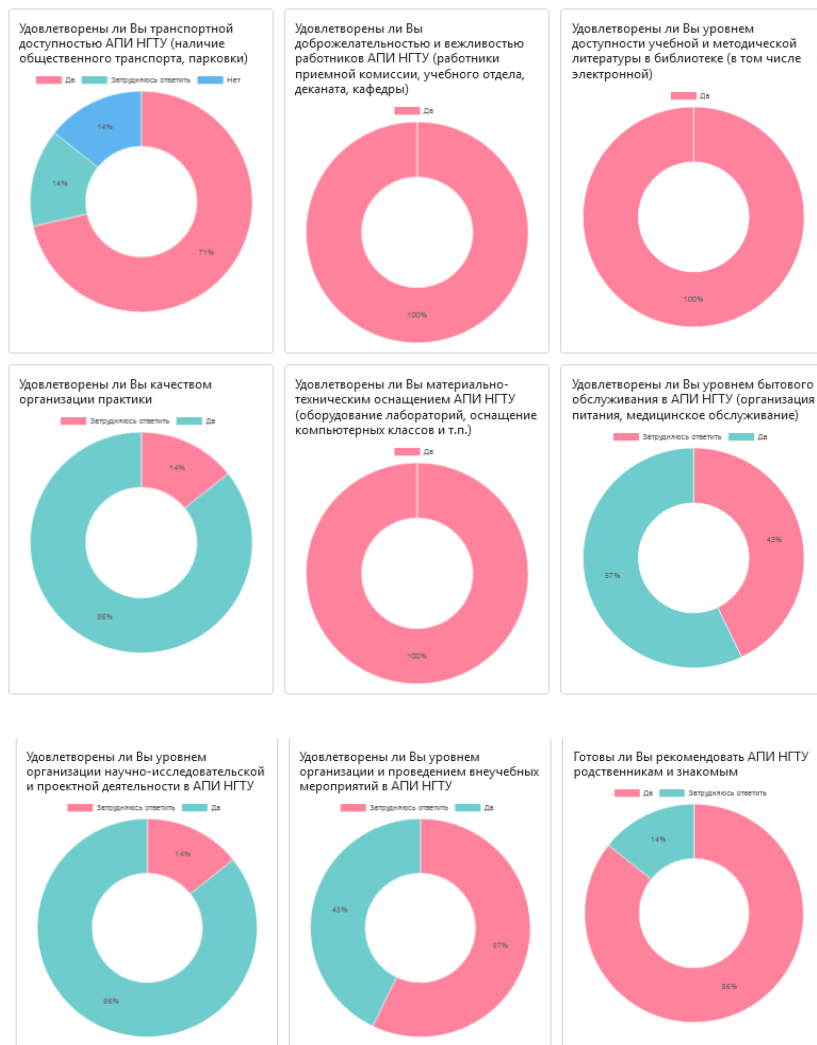 Удовлетворены ли Вы транспортной
доступностью АПИ НГТУ (наличие
общественного транспорта, парковки)
Да Затрудняюсь ответить Нет
14%
14%
71%
Удовлетворены ли Вы
доброжелательностью и вежливостью
работников АПИ НГТУ (работники
приемной комиссии, учебного отдела,
деканата, кафедры)
Да
100%
Удовлетворены ли Вы уровнем
доступности учебной и методической
литературы в библиотеке (в том числе
электронной)
Да
100%
Удовлетворены ли Вы качеством
организации практики
Затрудняюсь ответить Да
14%
86%
Удовлетворены ли Вы материально-
техническим оснащением АПИ НГТУ
(оборудование лабораторий, оснащение
компьютерных классов и т.п.)
Да
100%
Удовлетворены ли Вы уровнем бытового
обслуживания в АПИ НГТУ (организация
питания, медицинское обслуживание)
Затрудняюсь ответить Да
43%
57%
Удовлетворены ли Вы уровнем
организации научно-исследовательской
и проектной деятельности в АПИ НГТУ
Затрудняюсь ответить Да
14%
86%
Удовлетворены ли Вы уровнем
организации и проведением внеучебных
мероприятий в АПИ НГТУ
Затрудняюсь ответить Да
43%
57%
Готовы ли Вы рекомендовать АПИ НГТУ
родственникам и знакомым
Да Затрудняюсь ответить
14%
86%